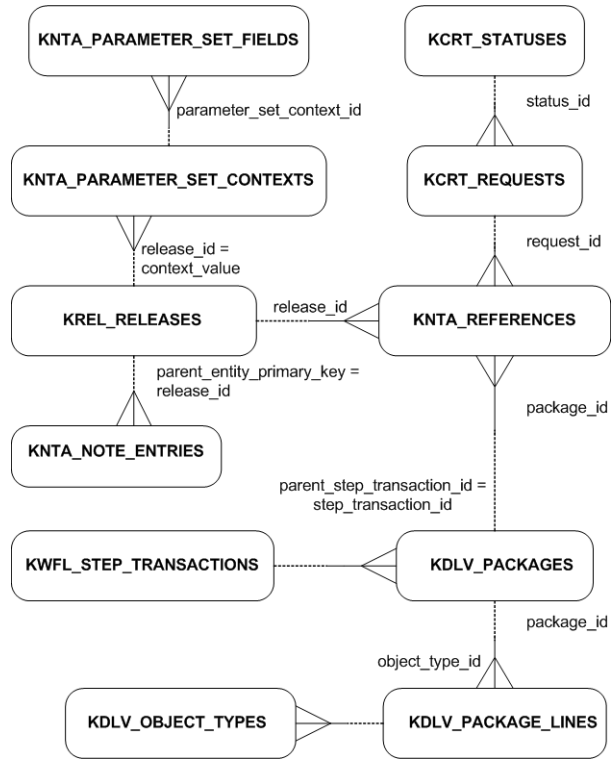 KNTA_PARAMETER_SET_FIELDS
KCRT_STATUSES
parameter_set_context_id
status_id
KNTA_PARAMETER_SET_CONTEXTS
KCRT_REQUESTS
release_id =
context_value
request_id
KREL_RELEASES
release_id
KNTA_REFERENCES
parent_entity_primary_key =
release_id
package_id
KNTA_NOTE_ENTRIES
parent_step_transaction_id =
step_transaction_id
KWFL_STEP_TRANSACTIONS
KDLV_PACKAGES
package_id
object_type_id
KDLV_OBJECT_TYPES
KDLV_PACKAGE_LINES